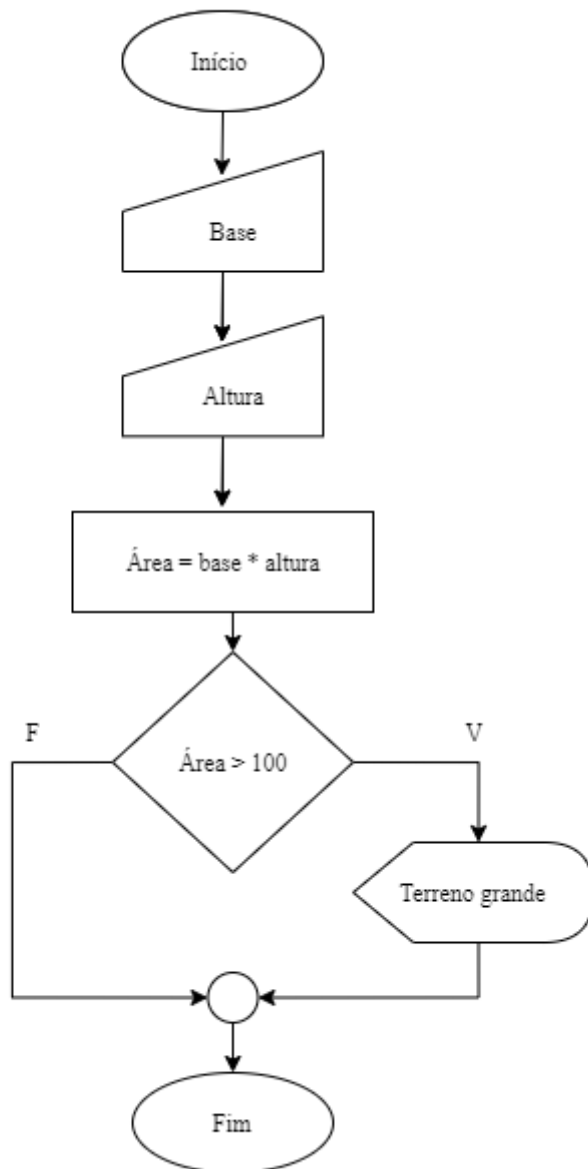 Início
Base
Altura
Área = base * altura
Área > 100
F
V
Terreno grande
Fim